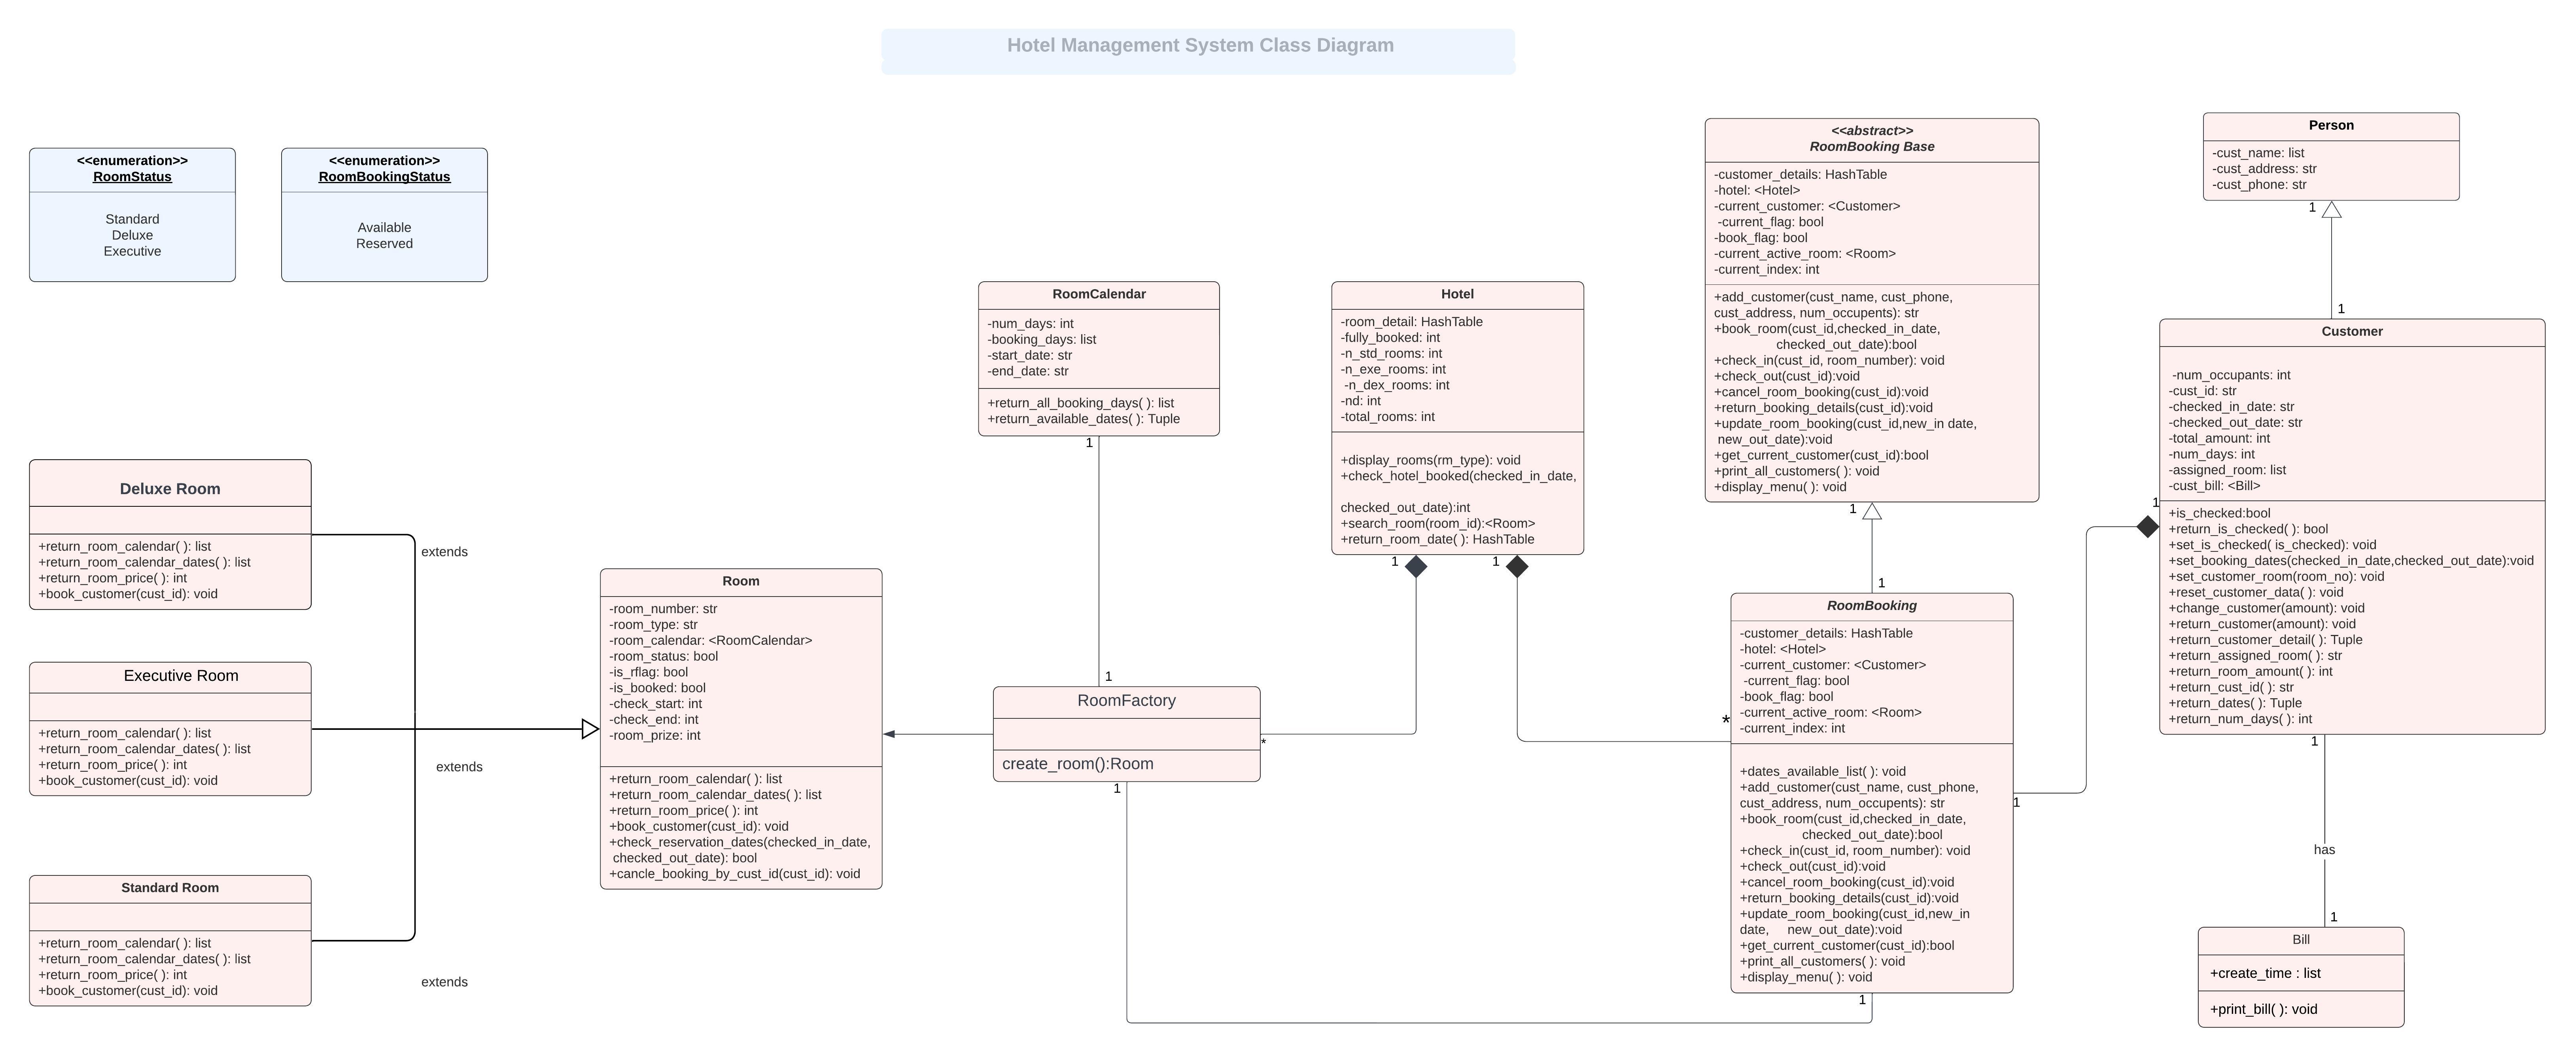 Hotel Management System Class Diagram
<<enumeration>>
RoomStatus
Standard
Deluxe
Executive
<<enumeration>>
RoomBookingStatus
Available
Reserved
Deluxe Room
+return_room_calendar( ): list
+return_room_calendar_dates( ): list
+return_room_price( ): int
+book_customer(cust_id): void
extends
Executive Room
+return_room_calendar( ): list
+return_room_calendar_dates( ): list
+return_room_price( ): int
+book_customer(cust_id): void
extends
Standard Room
+return_room_calendar( ): list
+return_room_calendar_dates( ): list
+return_room_price( ): int
+book_customer(cust_id): void
extends
Room
-room_number: str
-room_type: str
-room_calendar: <RoomCalendar>
-room_status: bool
-is_rflag: bool
-is_booked: bool
-check_start: int
-check_end: int
-room_prize: int
+return_room_calendar( ): list
+return_room_calendar_dates( ): list
+return_room_price( ): int
+book_customer(cust_id): void
+check_reservation_dates(checked_in_date,
checked_out_date): bool
+cancle_booking_by_cust_id(cust_id): void
RoomCalendar
-num_days: int
-booking_days: list
-start_date: str
-end_date: str
+return_all_booking_days( ): list
+return_available_dates( ): Tuple
1
1
RoomFactory
create_room():Room
*
1
Hotel
-room_detail: HashTable
-fully_booked: int
-n_std_rooms: int
-n_exe_rooms: int
-n_dex_rooms: int
-nd: int
-total_rooms: int
+display_rooms(rm_type): void
+check_hotel_booked(checked_in_date,
checked_out_date):int
+search_room(room_id):<Room>
+return_room_date( ): HashTable
1
1
<<abstract>>
RoomBooking Base
-customer_details: HashTable
-hotel: <Hotel>
-current_customer: <Customer>
-current_flag: bool
-book_flag: bool
-current_active_room: <Room>
-current_index: int
+add_customer(cust_name, cust_phone,
cust_address, num_occupents): str
+book_room(cust_id,checked_in_date,
checked_out_date):bool
+check_in(cust_id, room_number): void
+check_out(cust_id):void
+cancel_room_booking(cust_id):void
+return_booking_details(cust_id):void
+update_room_booking(cust_id,new_in date,
new_out_date):void
+get_current_customer(cust_id):bool
+print_all_customers( ): void
+display_menu( ): void
1
1
RoomBooking
-customer_details: HashTable
-hotel: <Hotel>
-current_customer: <Customer>
-current_flag: bool
-book_flag: bool
-current_active_room: <Room>
-current_index: int
*
+dates_available_list( ): void
+add_customer(cust_name, cust_phone,
cust_address, num_occupents): str
+book_room(cust_id,checked_in_date,
checked_out_date):bool
+check_in(cust_id, room_number): void
+check_out(cust_id):void
+cancel_room_booking(cust_id):void
+return_booking_details(cust_id):void
+update_room_booking(cust_id,new_in
date, new_out_date):void
+get_current_customer(cust_id):bool
+print_all_customers( ): void
+display_menu( ): void
1
1
Person
-cust_name: list
-cust_address: str
-cust_phone: str
1
1
Customer
-num_occupants: int
-cust_id: str
-checked_in_date: str
-checked_out_date: str
-total_amount: int
-num_days: int
-assigned_room: list
-cust_bill: <Bill>
1
+is_checked:bool
+return_is_checked( ): bool
+set_is_checked( is_checked): void
+set_booking_dates(checked_in_date,checked_out_date):void
+set_customer_room(room_no): void
+reset_customer_data( ): void
+change_customer(amount): void
+return_customer(amount): void
+return_customer_detail( ): Tuple
+return_assigned_room( ): str
+return_room_amount( ): int
+return_cust_id( ): str
+return_dates( ): Tuple
+return_num_days( ): int
1
has
1
Bill
+create_time : list
+print_bill( ): void